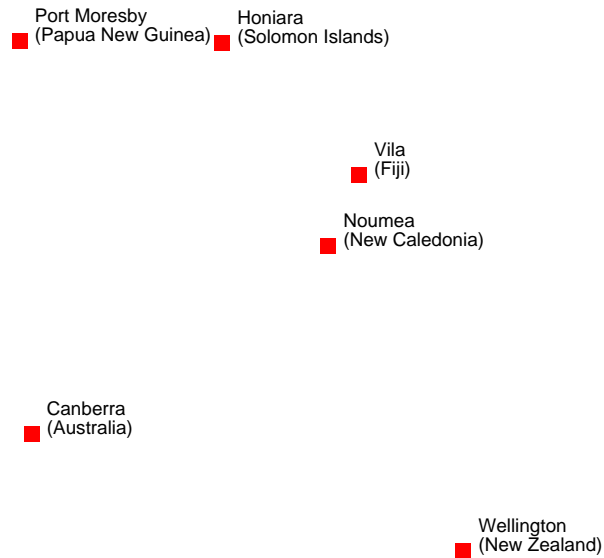 Port Moresby
(Papua New Guinea)
Honiara
(Solomon Islands)
Vila
(Fiji)
Noumea
(New Caledonia)
Canberra
(Australia)
Wellington
(New Zealand)